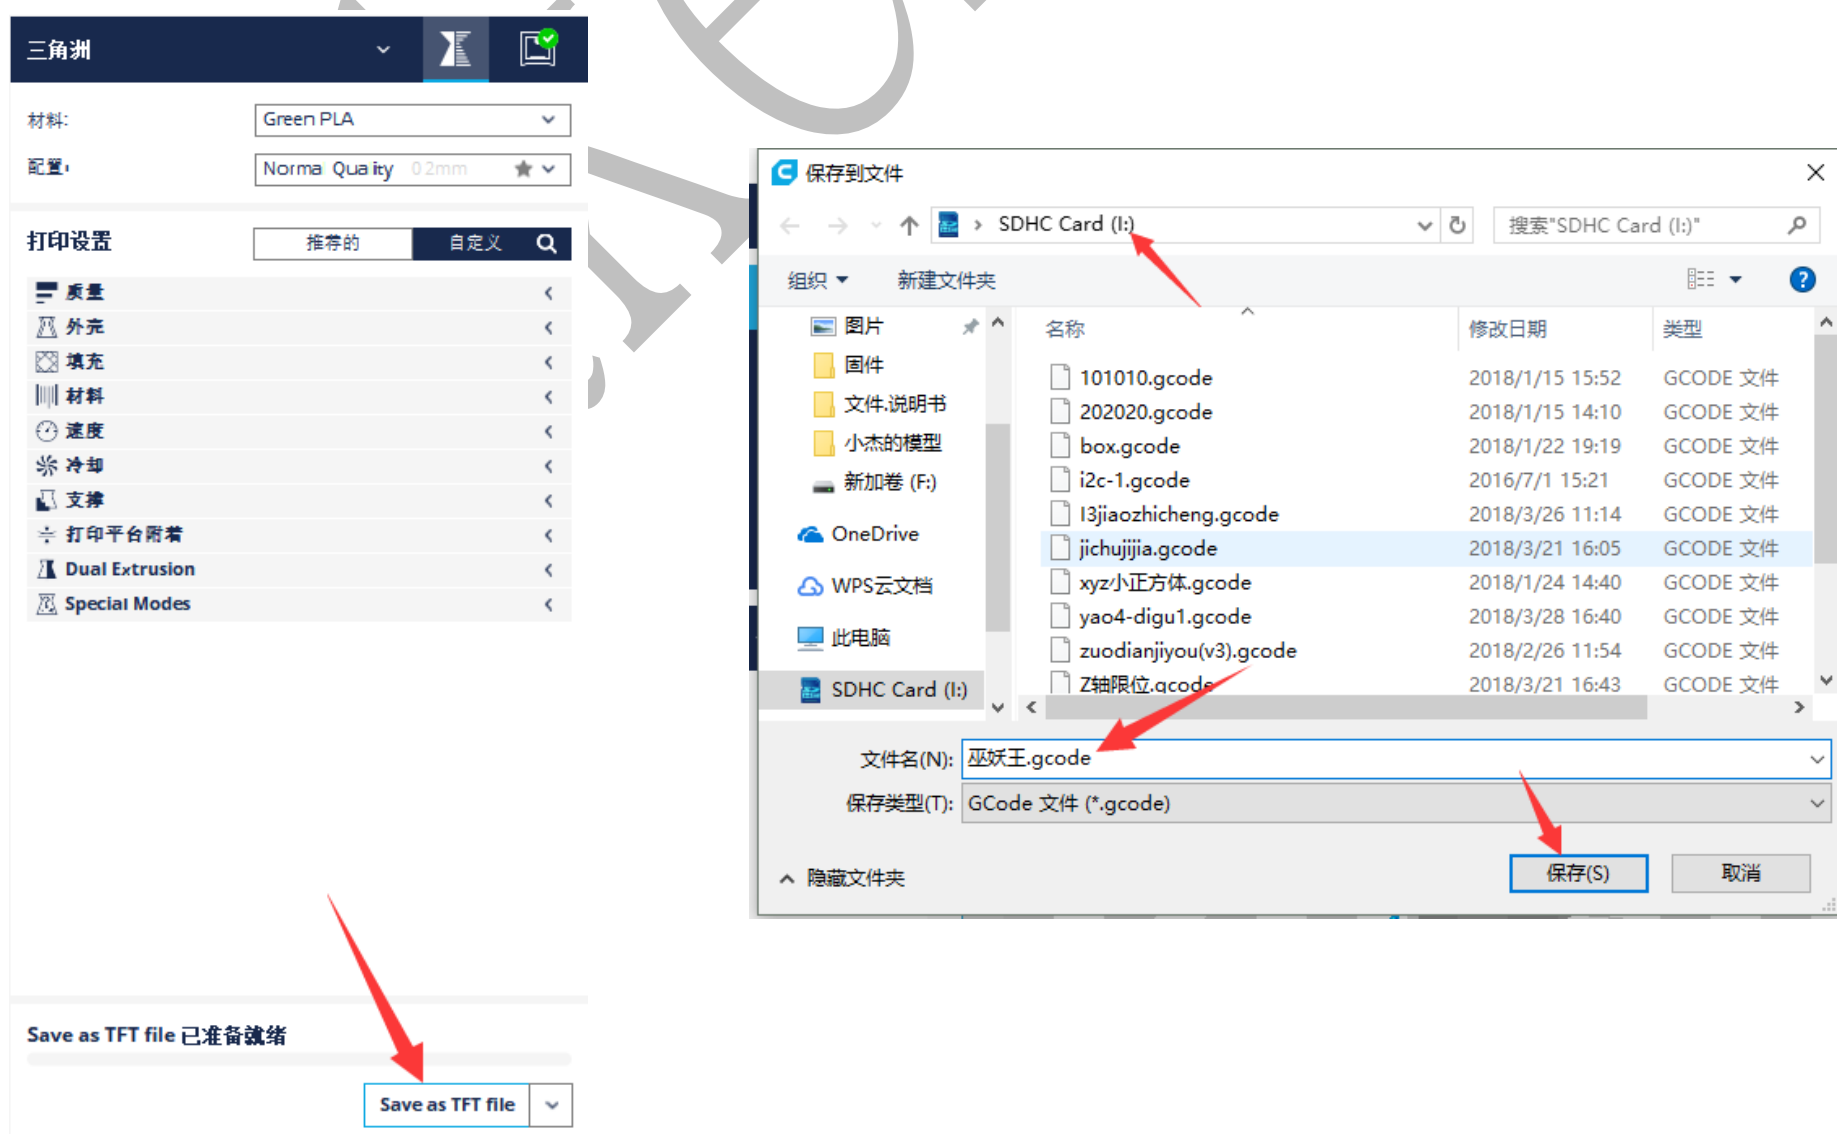 三角洲
材料:
Green PLA
配置:
Normal Quality 0.2mm
打印设置
推荐的
自定义
质量
外壳
填充
材料
速度
冷却
支撑
打印平台附着
Dual Extrusion
Special Modes
Save as TFT file 已准备就绪
Save as TFT file
保存到文件
SDHC Card (I:)
搜索"SDHC Card (I:)"
组织
新建文件夹
图片
固件
文件.说明书
小杰的模型
新加卷 (F:)
OneDrive
WPS云文档
此电脑
SDHC Card (I:)
名称 修改日期 类型
101010.gcode 2018/1/15 15:52 GCODE 文件
202020.gcode 2018/1/15 14:10 GCODE 文件
box.gcode 2018/1/22 19:19 GCODE 文件
i2c-1.gcode 2016/7/1 15:21 GCODE 文件
I3jiaozhicheng.gcode 2018/3/26 11:14 GCODE 文件
jichujijia.gcode 2018/3/21 16:05 GCODE 文件
xyz小正方体.gcode 2018/1/24 14:40 GCODE 文件
yao4-digu1.gcode 2018/3/28 16:40 GCODE 文件
zuodianjiyou(v3).gcode 2018/2/26 11:54 GCODE 文件
Z轴限位.gcode 2018/3/21 16:43 GCODE 文件
文件名(N): 巫妖王.gcode
保存类型(T): GCode 文件 (*.gcode)
隐藏文件夹
保存(S)
取消